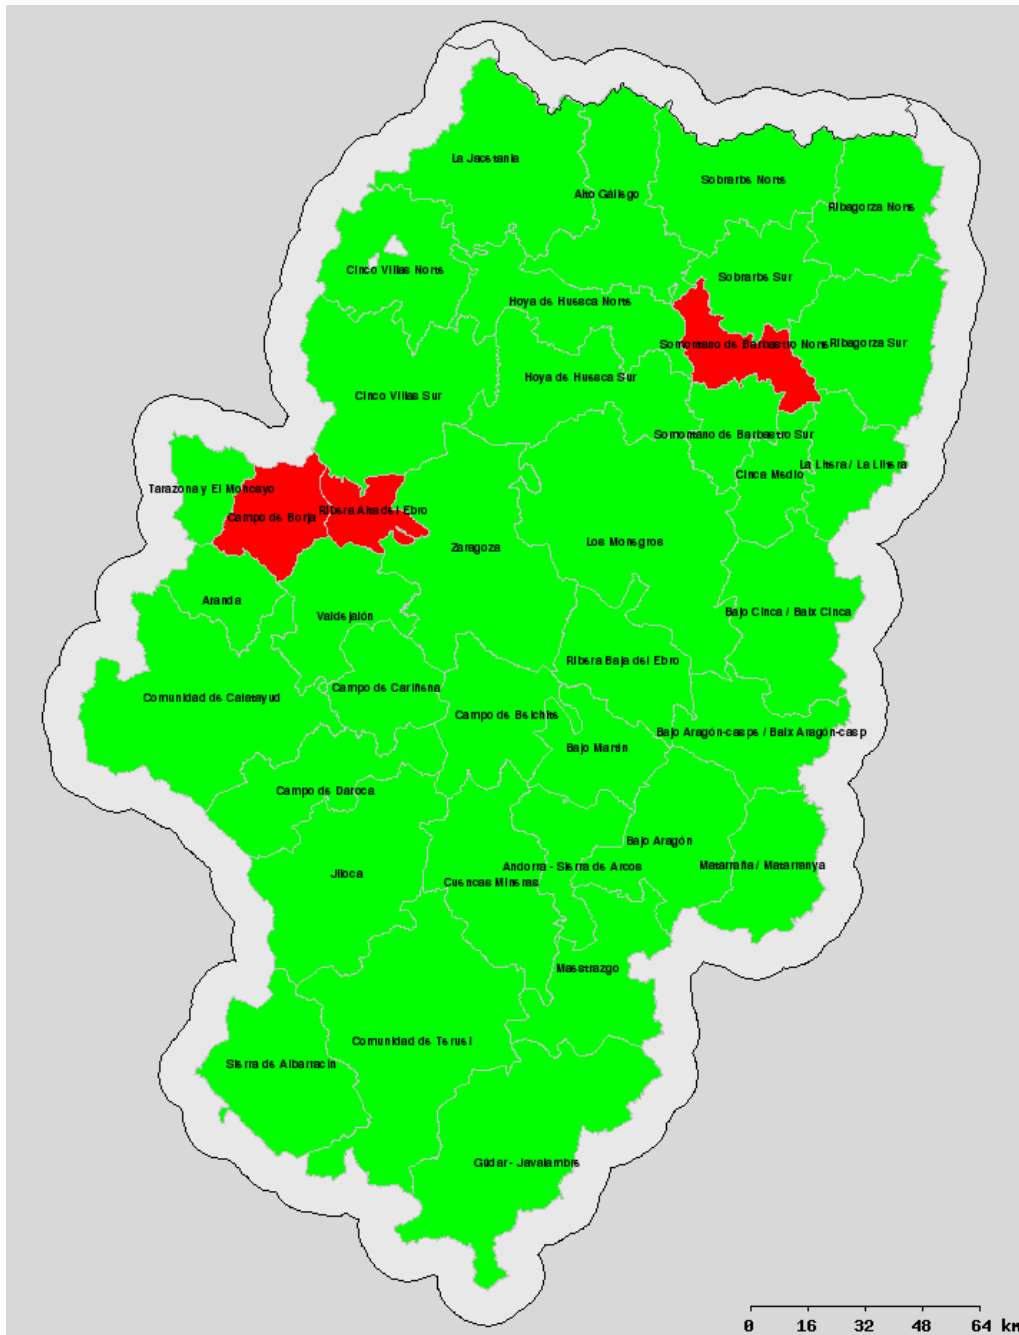 La Jacetania
Alto Gállego
Sobrarbe Norte
Ribagorza Norte
Cinco Villas Norte
Sobrarbe Sur
Hoya de Huesca Norte
Somontano de Barbastro Norte
Ribagorza Sur
Hoya de Huesca Sur
Cinco Villas Sur
Somontano de Barbastro Sur
La Litera / La Llitera
Cinca Medio
Tarazona y El Moncayo
Campo de Borja
Ribera Alta del Ebro
Zaragoza
Los Monegros
Aranda
Valdejalón
Bajo Cinca / Baix Cinca
Ribera Baja del Ebro
Campo de Cariñena
Comunidad de Calatayud
Campo de Belchite
Bajo Aragón-caspe / Baix Aragón-casp
Bajo Martín
Campo de Daroca
Bajo Aragón
Jiloca
Andorra - Sierra de Arcos
Matarraña / Matarranya
Cuencas Mineras
Maestrazgo
Comunidad de Teruel
Sierra de Albarracín
Gúdar - Javalambre
0 16 32 48 64 km